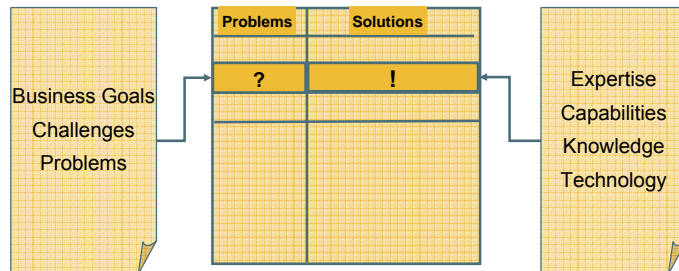 Problems Solutions
? !
Business Goals
Challenges
Problems
Expertise
Capabilities
Knowledge
Technology